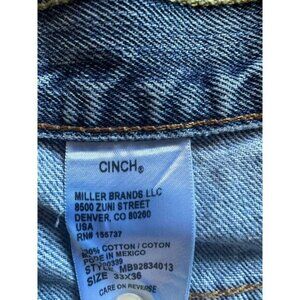 CINCH®
MILLER BRANDS LLC
8500 ZUNI STREET
DENVER, CO 80260
USA
RN# 155737
100% COTTON / COTON
MADE IN MEXICO
MB92834013
SIZE 33X36
CARE ON REVERSE